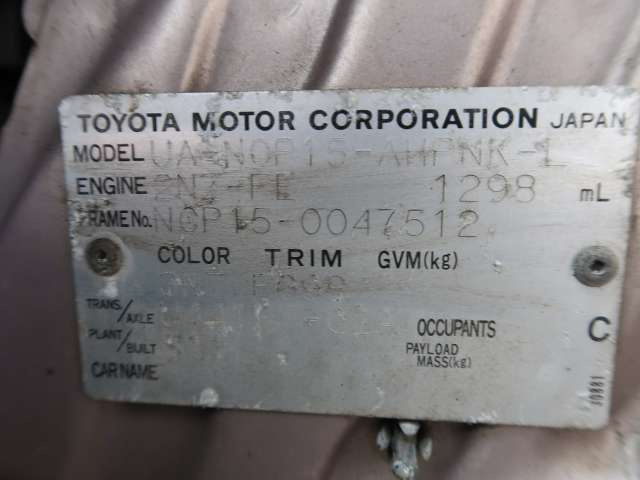 TOYOTA MOTOR CORPORATION JAPAN
MODEL UA-NCP15-AHPNK-L
ENGINE 2NZ-FE 1298 mL
FRAME No. NCP15-0047512
COLOR TRIM GVM(kg)
TRANS/AXLE
OCCUPANTS C
PLANT/BUILT
PAYLOAD MASS(kg)
CAR NAME